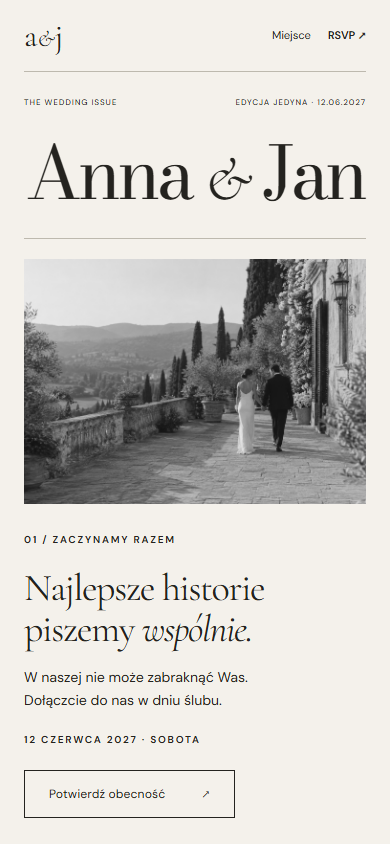 a&j
Miejsce RSVP ↗
THE WEDDING ISSUE EDYCJA JEDYNA · 12.06.2027
Anna & Jan
01 / ZACZYNAMY RAZEM
Najlepsze historie
piszemy wspólnie.
W naszej nie może zabraknąć Was.
Dołączcie do nas w dniu ślubu.
12 CZERWCA 2027 · SOBOTA
Potwierdź obecność ↗